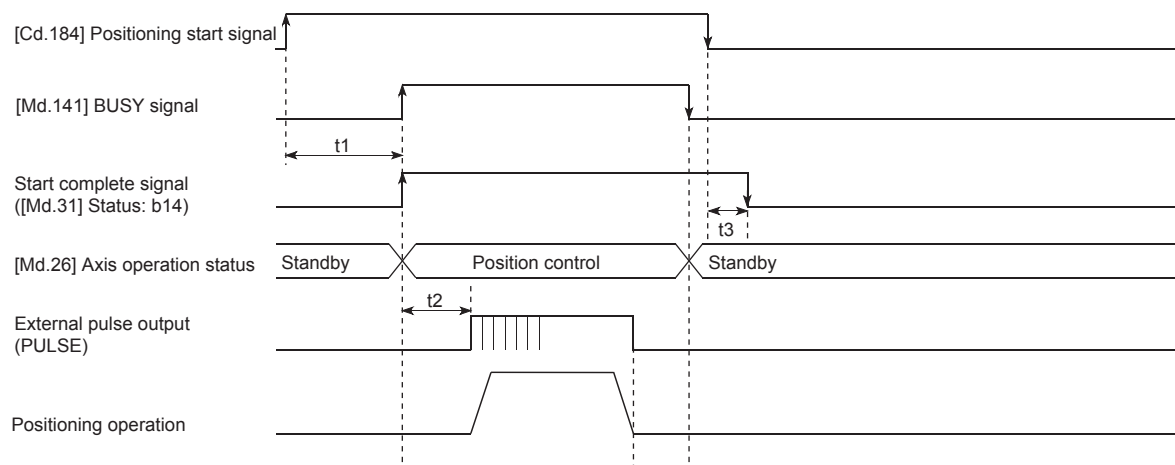 [Cd.184] Positioning start signal
[Md.141] BUSY signal
t1
Start complete signal
([Md.31] Status: b14)
t3
[Md.26] Axis operation status
Standby
Position control
Standby
t2
External pulse output
(PULSE)
Positioning operation